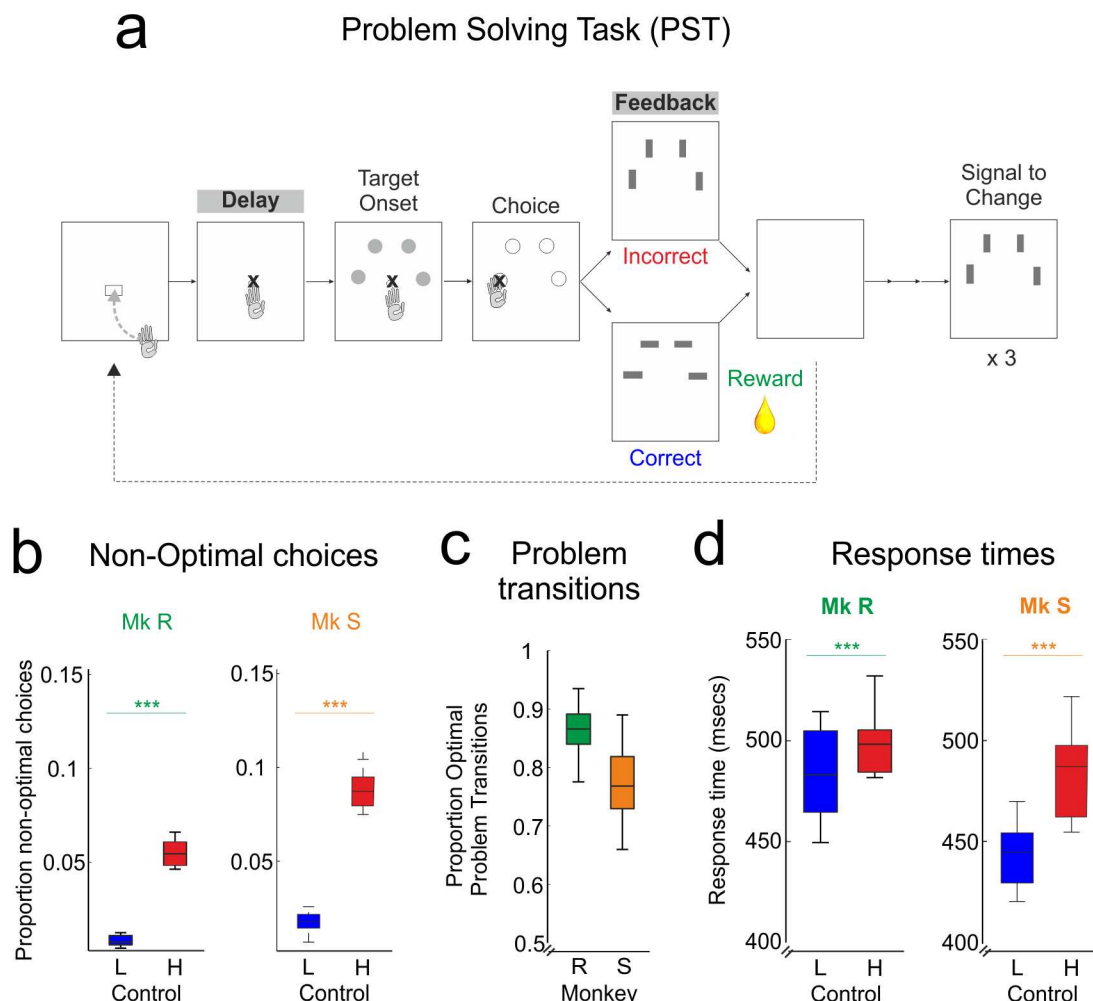 a
Problem Solving Task (PST)
Feedback
Delay
Target
Onset
Choice
Signal to
Change
x
x
x
Incorrect
x 3
Reward
Correct
b
Non-Optimal choices
Mk R
Mk S
Proportion non-optimal choices
0.15
0.1
0.05
***
L
H
Control
0.15
0.1
0.05
***
L
H
Control
c
Problem
transitions
Proportion Optimal
Problem Transitions
1
0.9
0.8
0.7
0.6
0.5
R
S
Monkey
d
Response times
Mk R
Mk S
Response time (msecs)
550
500
450
400
***
L
H
Control
550
500
450
400
***
L
H
Control